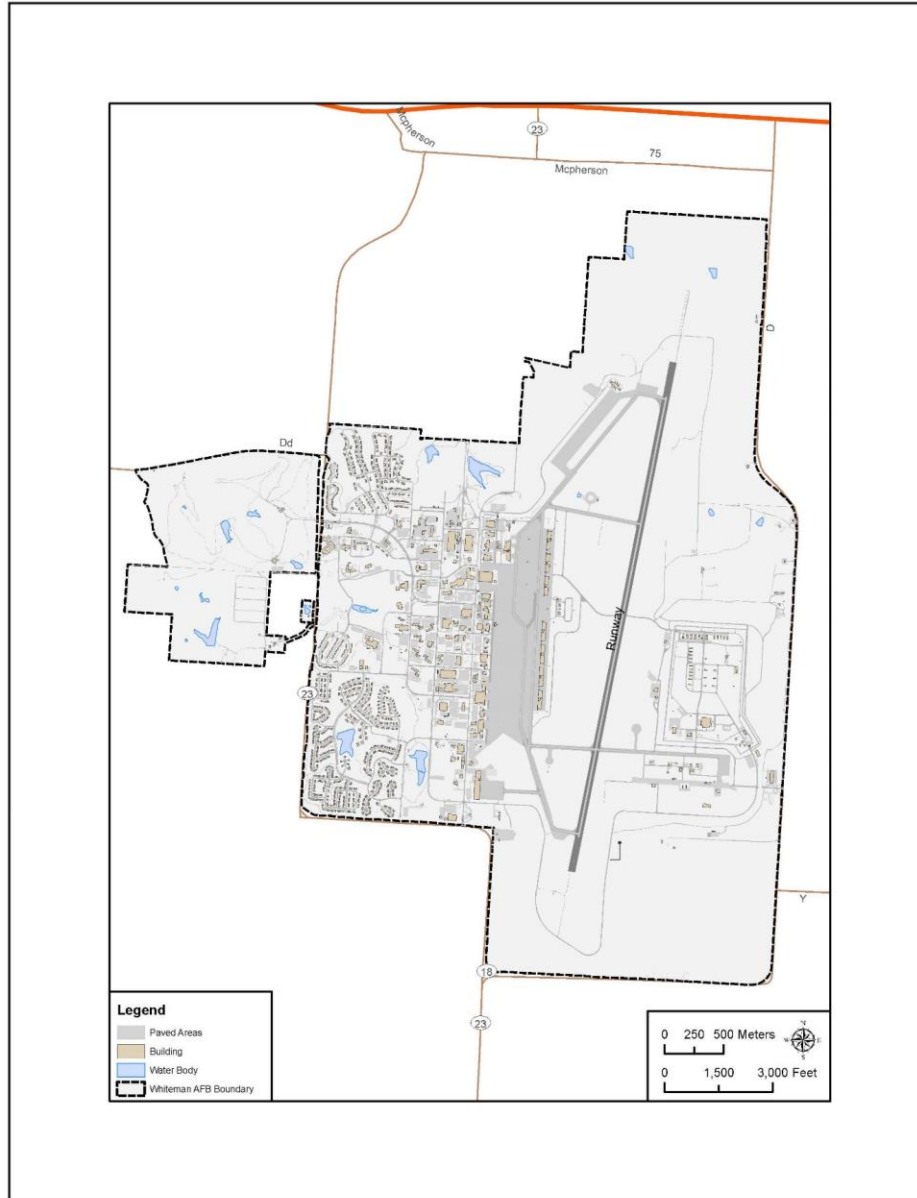 Mcpherson
23
75
Mcpherson
D
Dd
Runway
23
Y
18
23
Legend
Paved Areas
Building
Water Body
Whiteman AFB Boundary
0 250 500 Meters
0 1,500 3,000 Feet
N
W E
S